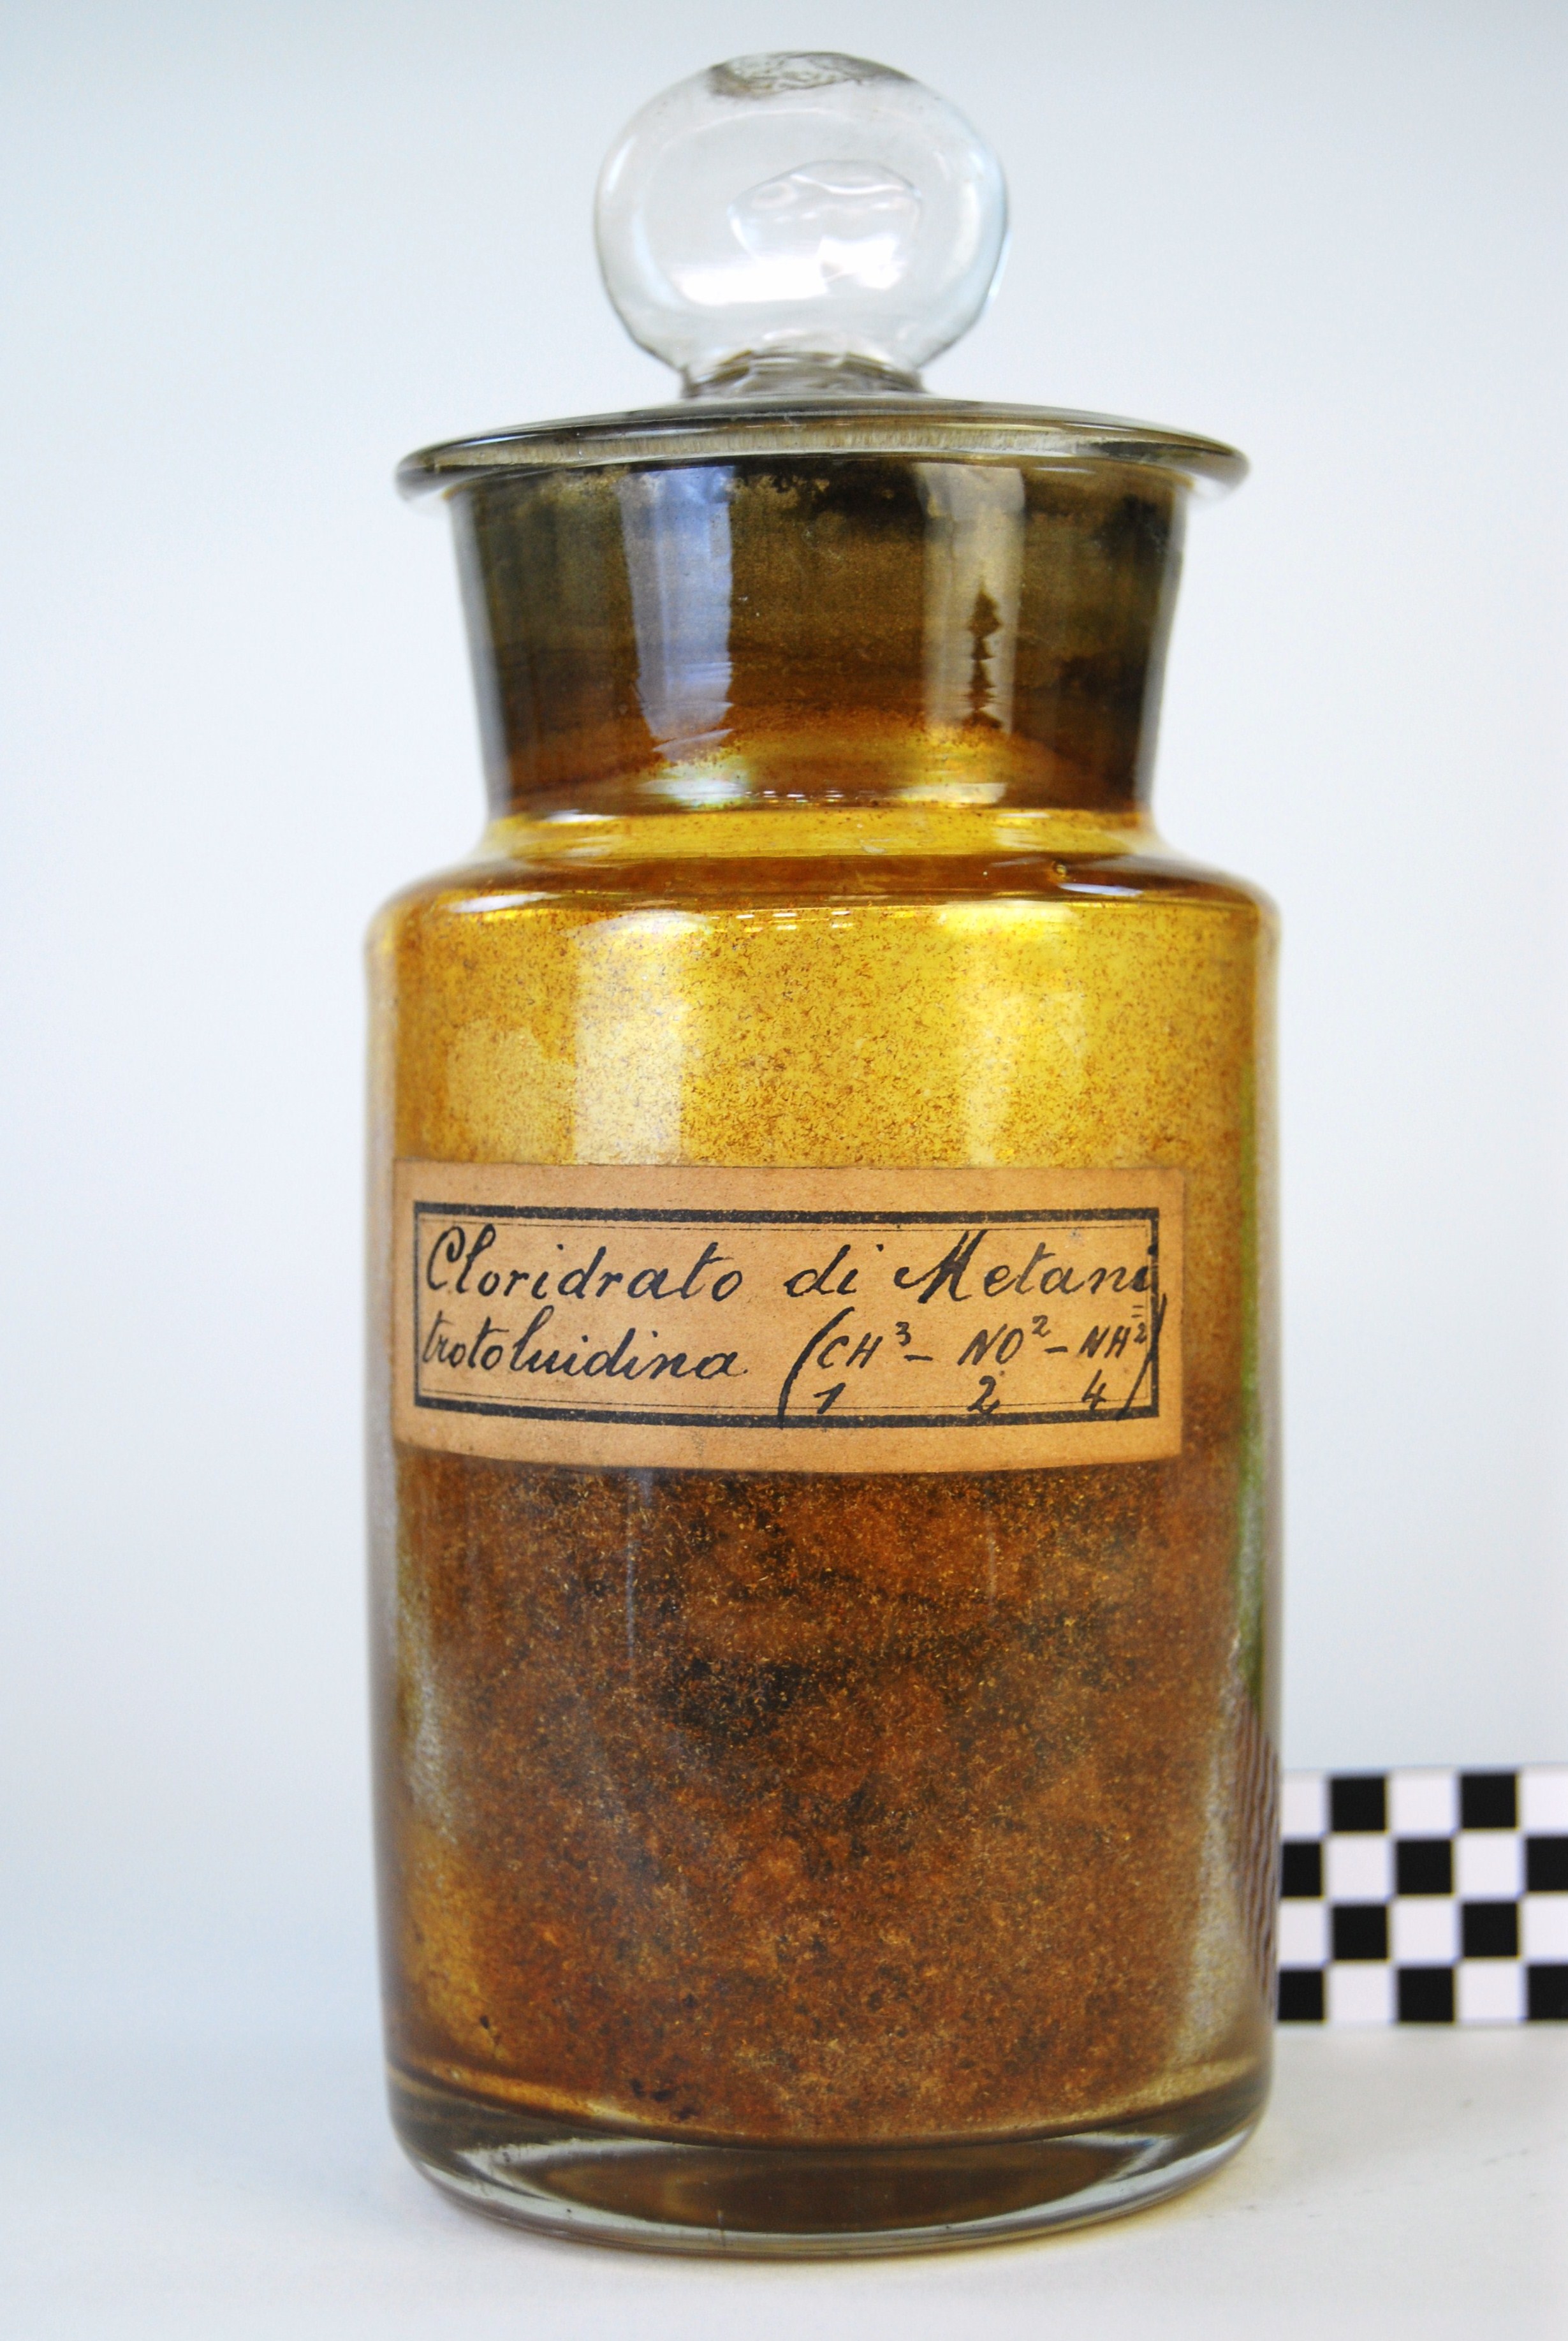 Cloridrato di Metani
trotoluidina (CH³ - NO² - NH²)
1 2 4